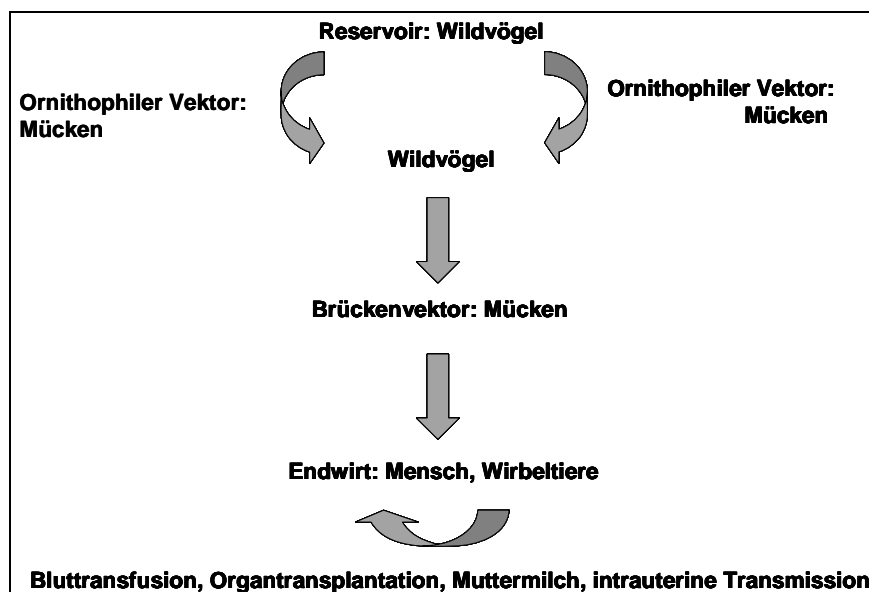 Reservoir: Wildvögel
Ornithophiler Vektor:
Mücken
Ornithophiler Vektor:
Mücken
Wildvögel
Brückenvektor: Mücken
Endwirt: Mensch, Wirbeltiere
Bluttransfusion, Organtransplantation, Muttermilch, intrauterine Transmission